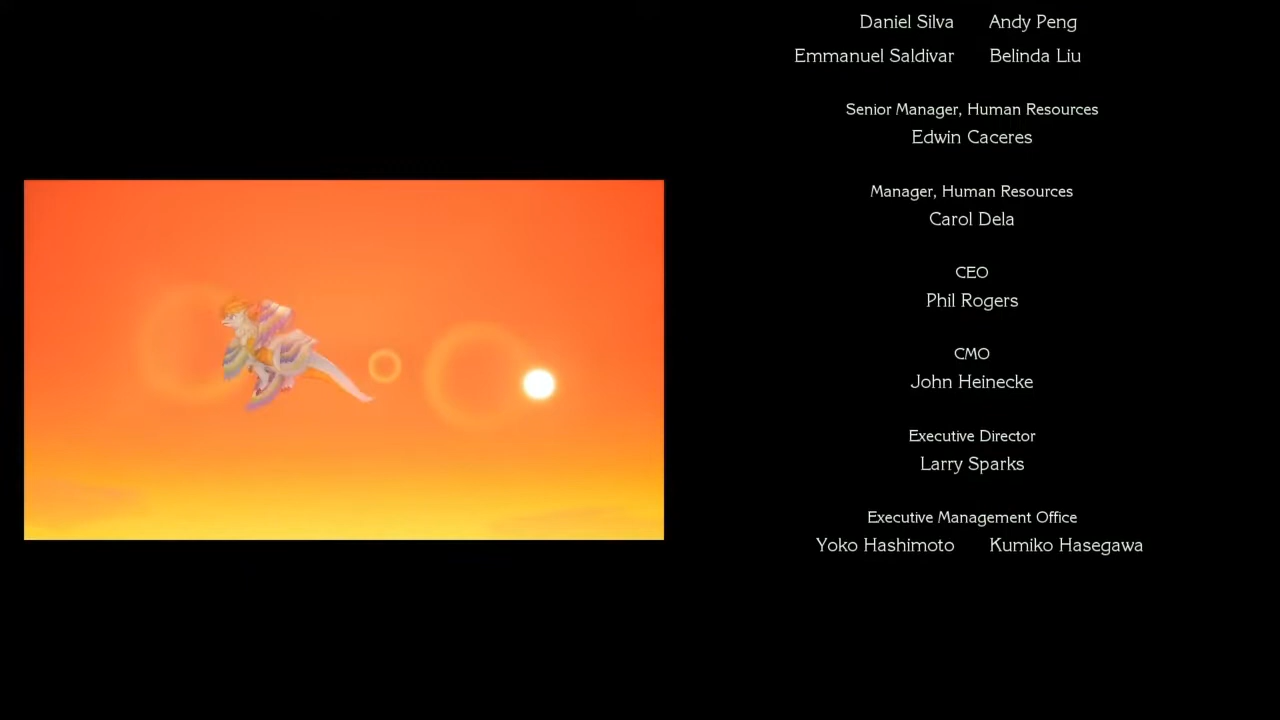 Daniel Silva Andy Peng
Emmanuel Saldivar Belinda Liu
Senior Manager, Human Resources
Edwin Caceres
Manager, Human Resources
Carol Dela
CEO
Phil Rogers
CMO
John Heinecke
Executive Director
Larry Sparks
Executive Management Office
Yoko Hashimoto Kumiko Hasegawa